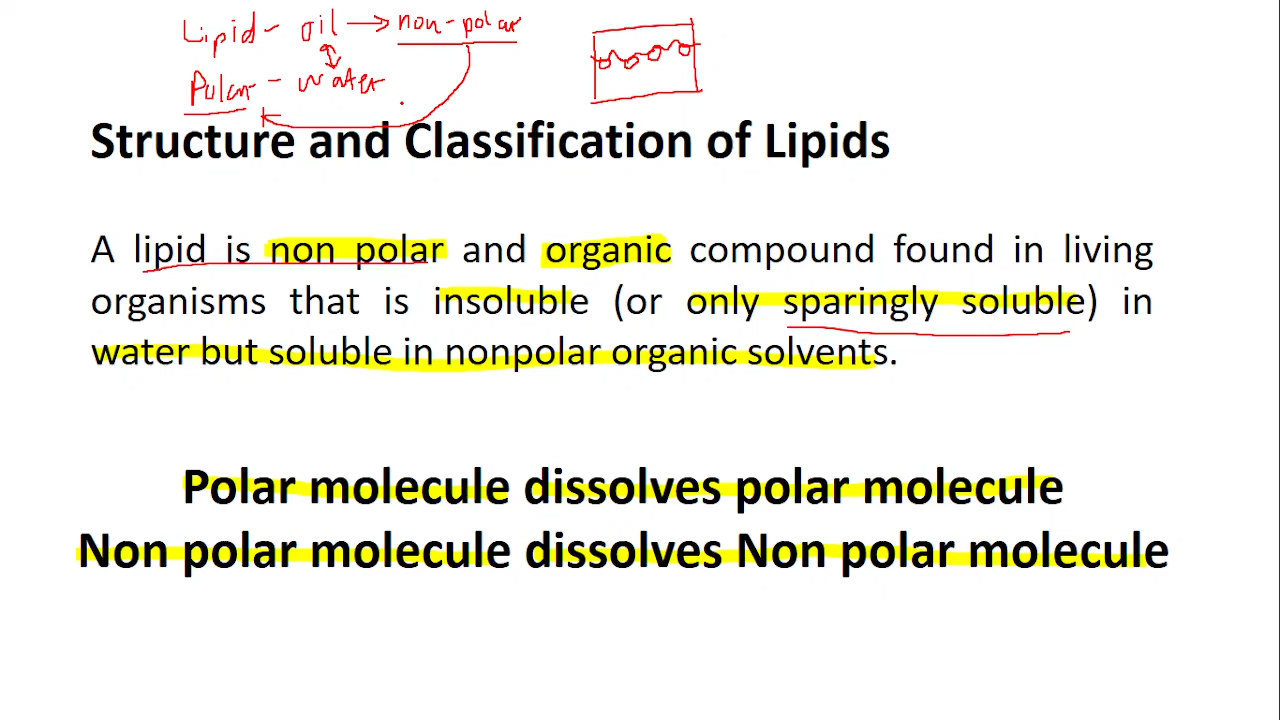 Lipid - oil → non-polar
Polar - water
Structure and Classification of Lipids
A lipid is non polar and organic compound found in living
organisms that is insoluble (or only sparingly soluble) in
water but soluble in nonpolar organic solvents.
Polar molecule dissolves polar molecule
Non polar molecule dissolves Non polar molecule